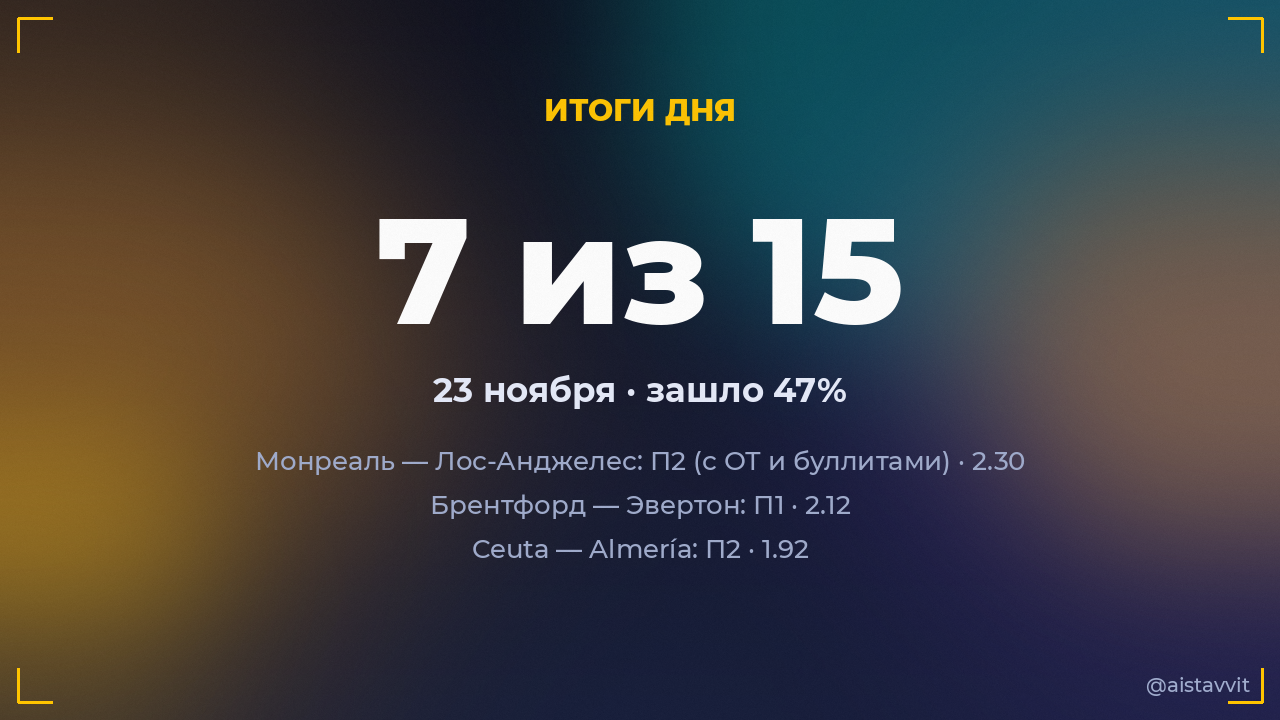 ИТОГИ ДНЯ
7 из 15
23 ноября · зашло 47%
Монреаль — Лос-Анджелес: П2 (с ОТ и буллитами) · 2.30
Брентфорд — Эвертон: П1 · 2.12
Ceuta — Almería: П2 · 1.92
@aistavvit